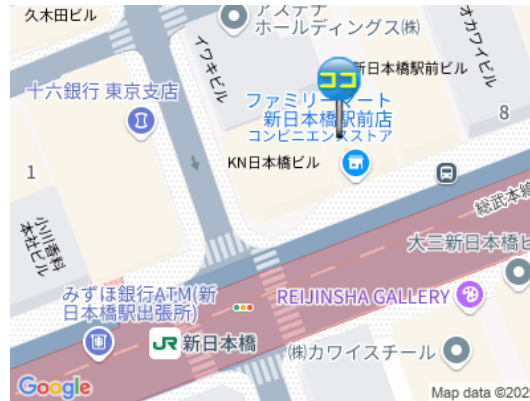 久木田ビル
アステナ
ホールディングス㈱
オカワイビル
イワキビル
ココ
新日本橋駅前ビル
十六銀行 東京支店
ファミリーマート
新日本橋駅前店
コンビニエンスストア
8
1
KN日本橋ビル
総武本線
小川香料
本社ビル
大三新日本橋ビ
みずほ銀行ATM(新
日本橋駅出張所)
REIJINSHA GALLERY
JR 新日本橋
㈱カワイスチール
Google
Map data ©202